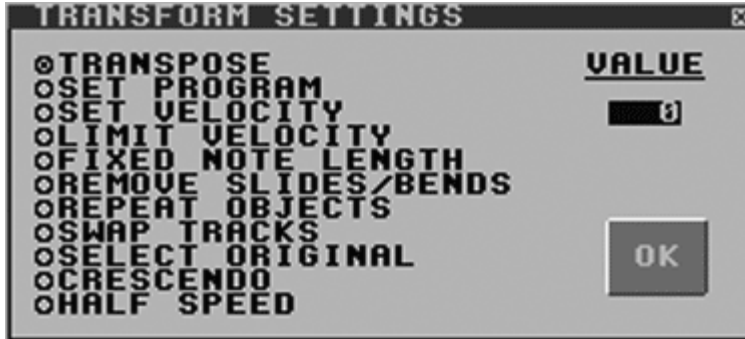 TRANSFORM SETTINGS
TRANSPOSE
SET PROGRAM
SET VELOCITY
LIMIT VELOCITY
FIXED NOTE LENGTH
REMOVE SLIDES/BENDS
REPEAT OBJECTS
SWAP TRACKS
SELECT ORIGINAL
CRESCENDO
HALF SPEED
VALUE
0
OK